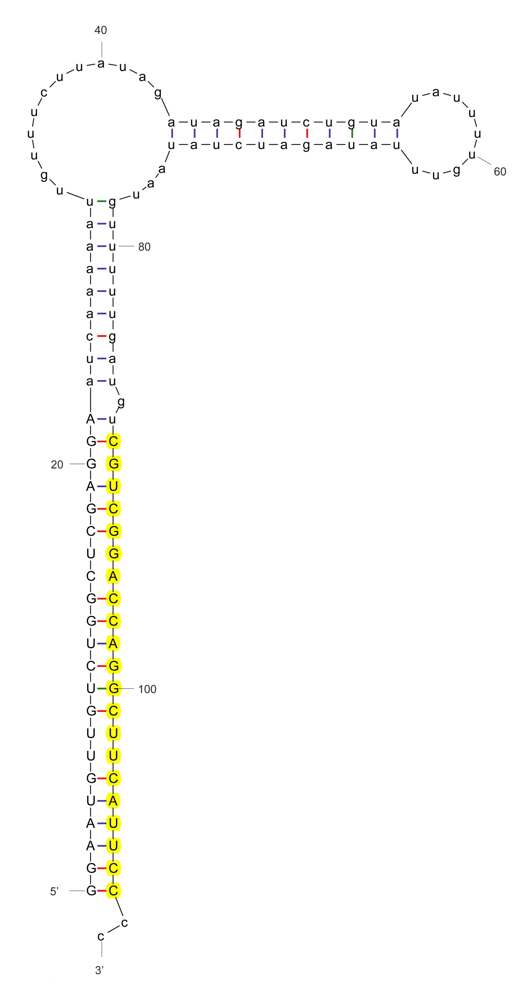 40
u a u
u a
c g u a u
u u
a u a g a u c u g u a
u u
u a u c u a g a u a u
u u
a u u g 60
g
a
u u
u g
a u
a u 80
a u
a u
a u
c g
u a
a u
g
A u
G C
20 G G
A U
G C
C G
U G
C A
G C
G C
U A
C G
U G 100
G C
U U
U U
G C
U A
A U
A U
G C
5’ G C
c
c
3’